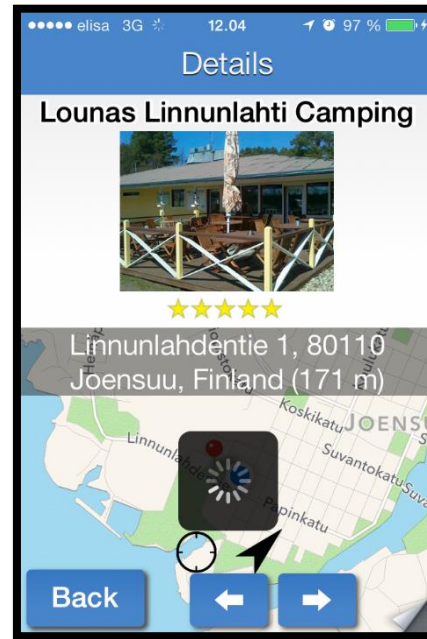 elisa 3G 12.04 97 %
Details
Lounas Linnunlahti Camping
Linnunlahdentie 1, 80110
Joensuu, Finland (171 m)
Koskikatu
JOENSU
Suvantokatu
Papinkatu
Back